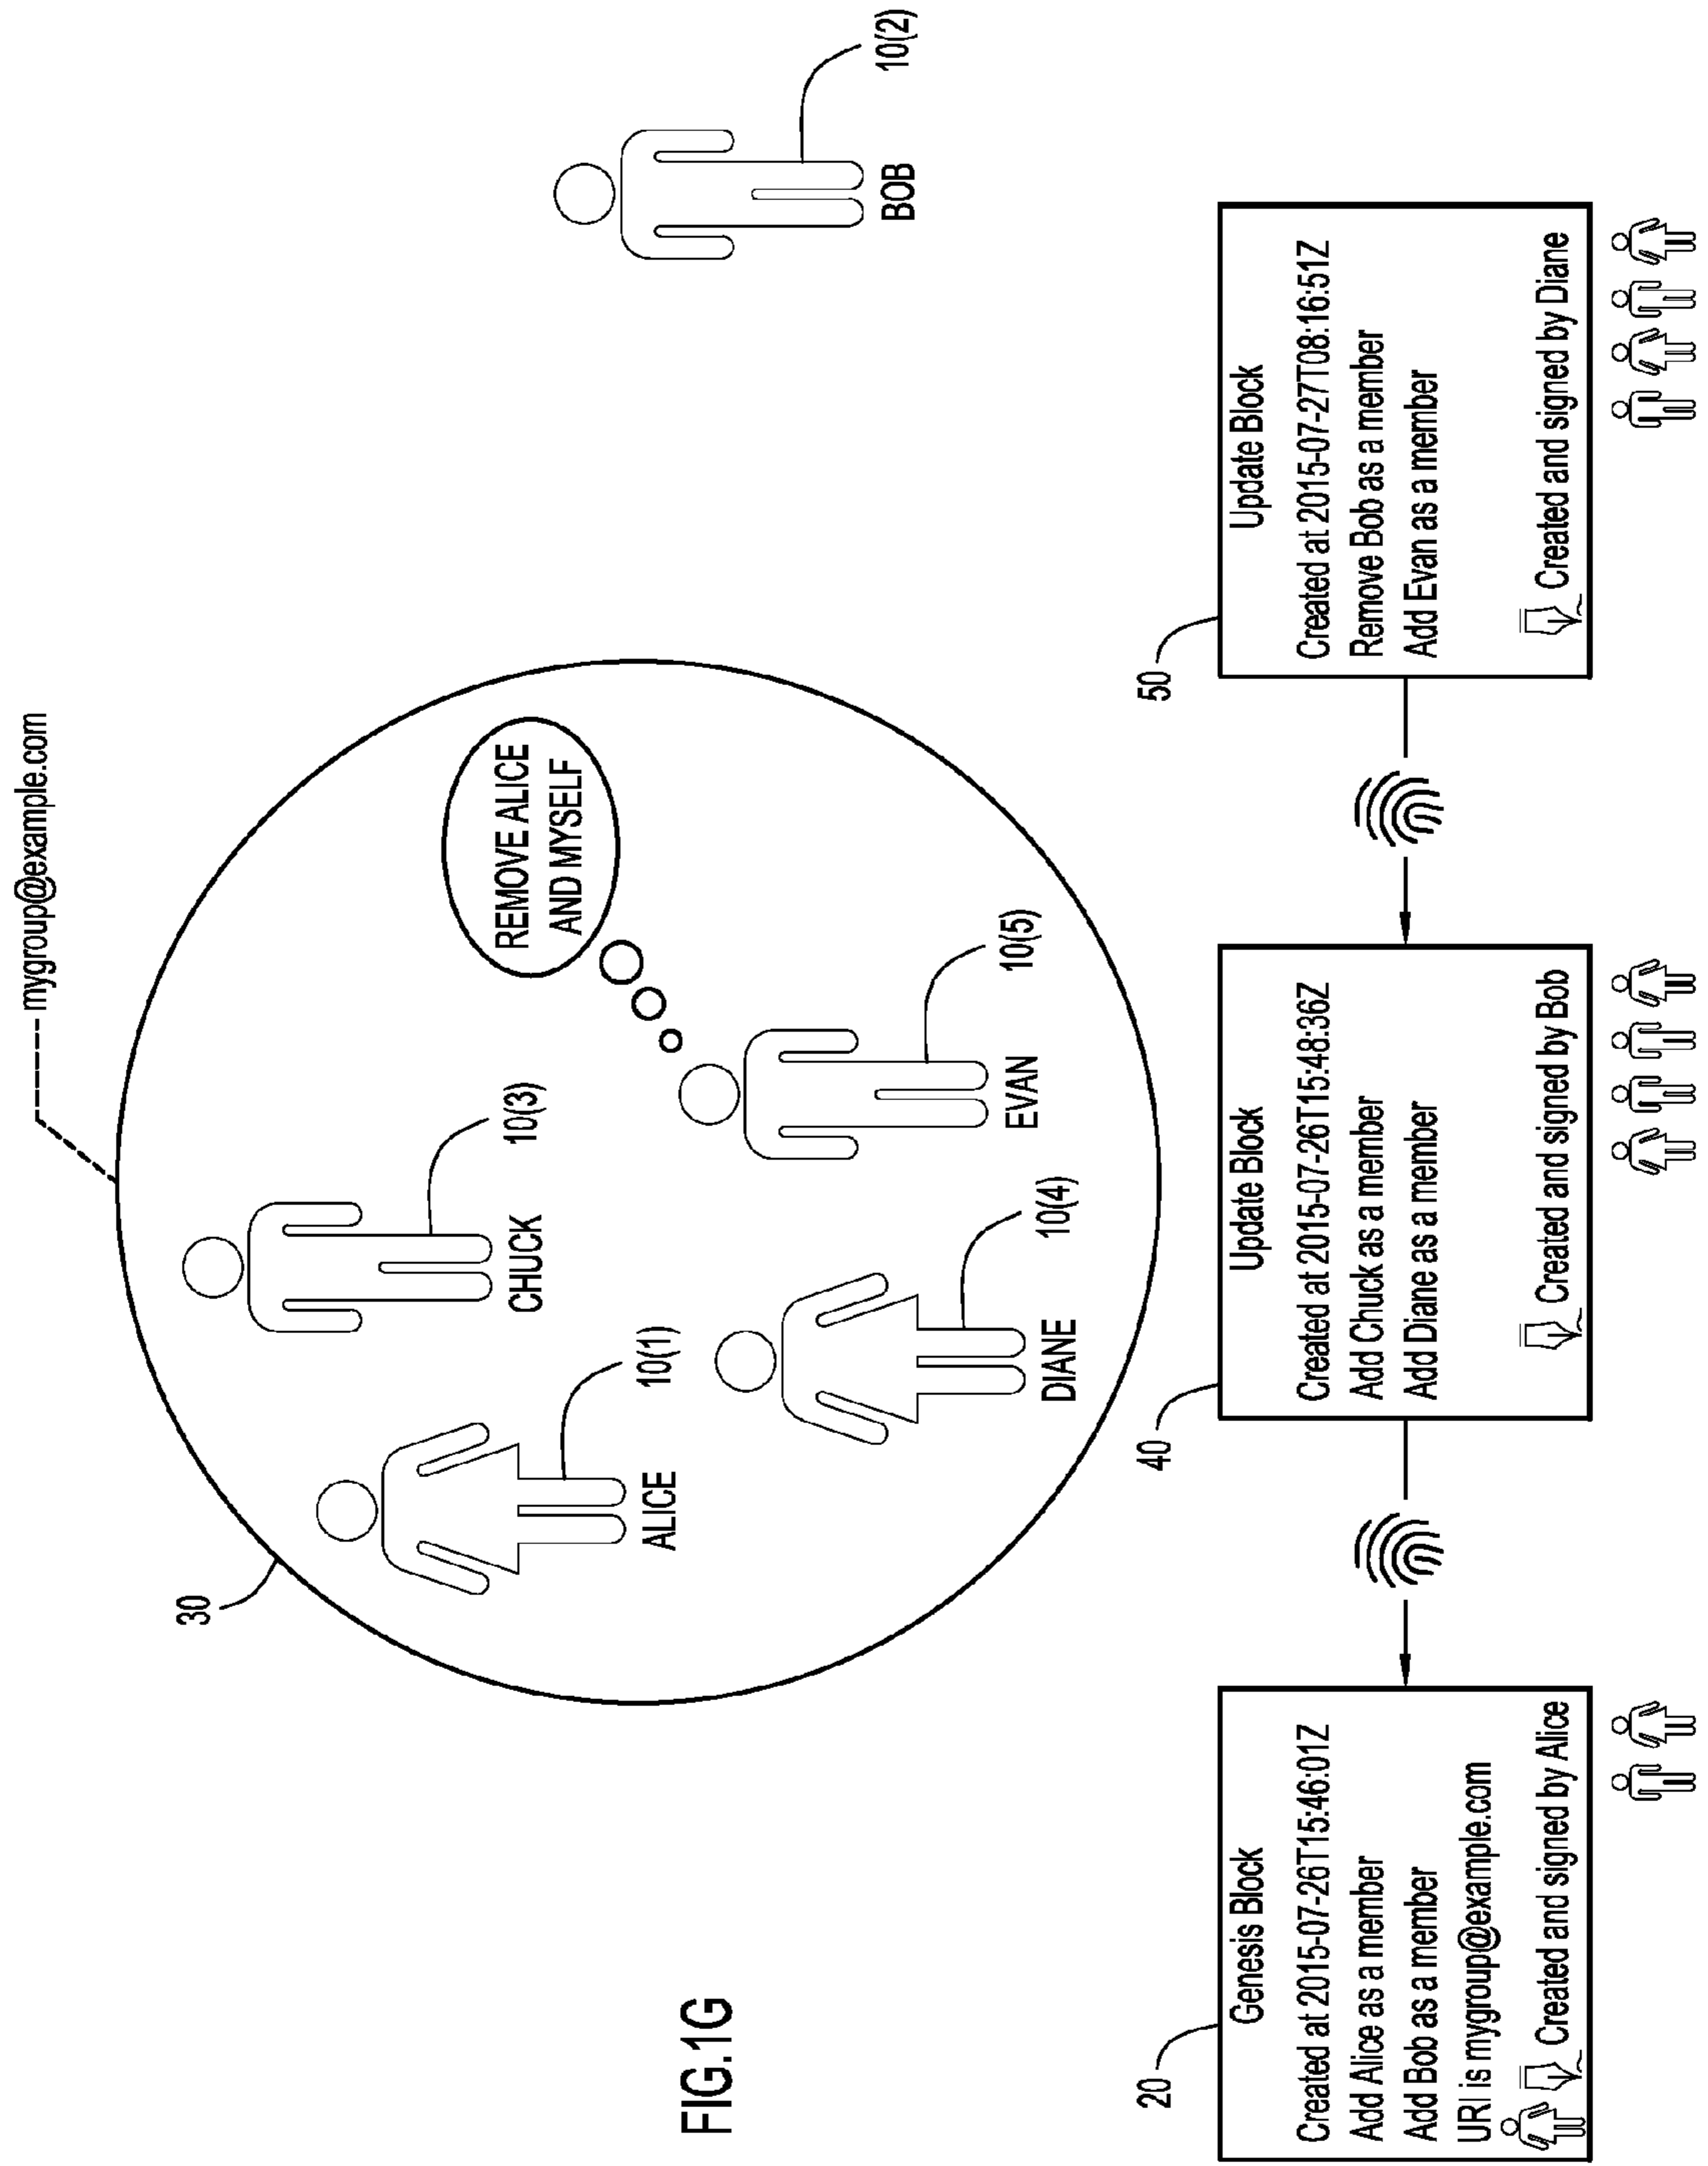 mygroup@example.com
30
CHUCK
10(3)
ALICE
10(1)
REMOVE ALICE
AND MYSELF
EVAN
10(5)
DIANE
10(4)
BOB
10(2)
FIG.1G
20
Genesis Block
Created at 2015-07-26T15:46:01Z
Add Alice as a member
Add Bob as a member
URI is mygroup@example.com
Created and signed by Alice
40
Update Block
Created at 2015-07-26T15:48:36Z
Add Chuck as a member
Add Diane as a member
Created and signed by Bob
50
Update Block
Created at 2015-07-27T08:16:51Z
Remove Bob as a member
Add Evan as a member
Created and signed by Diane